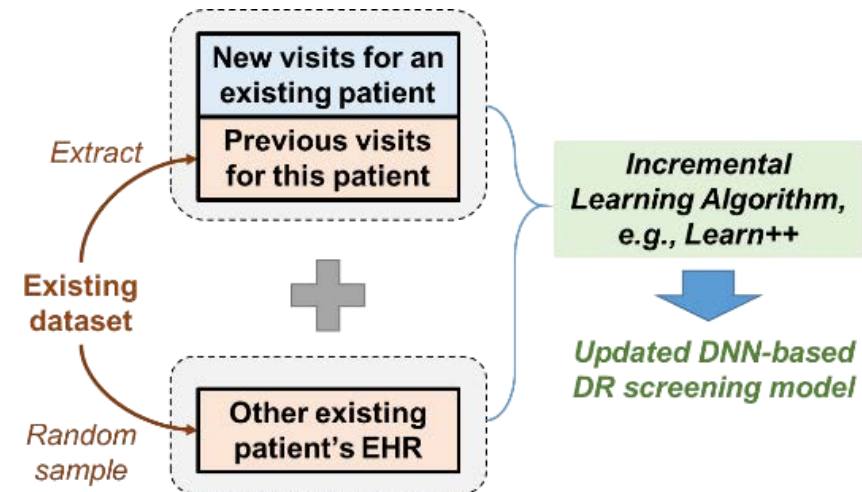 New visits for an
existing patient
Previous visits
for this patient
Extract
Existing
dataset
Random
sample
Other existing
patient's EHR
Incremental
Learning Algorithm,
e.g., Learn++
Updated DNN-based
DR screening model